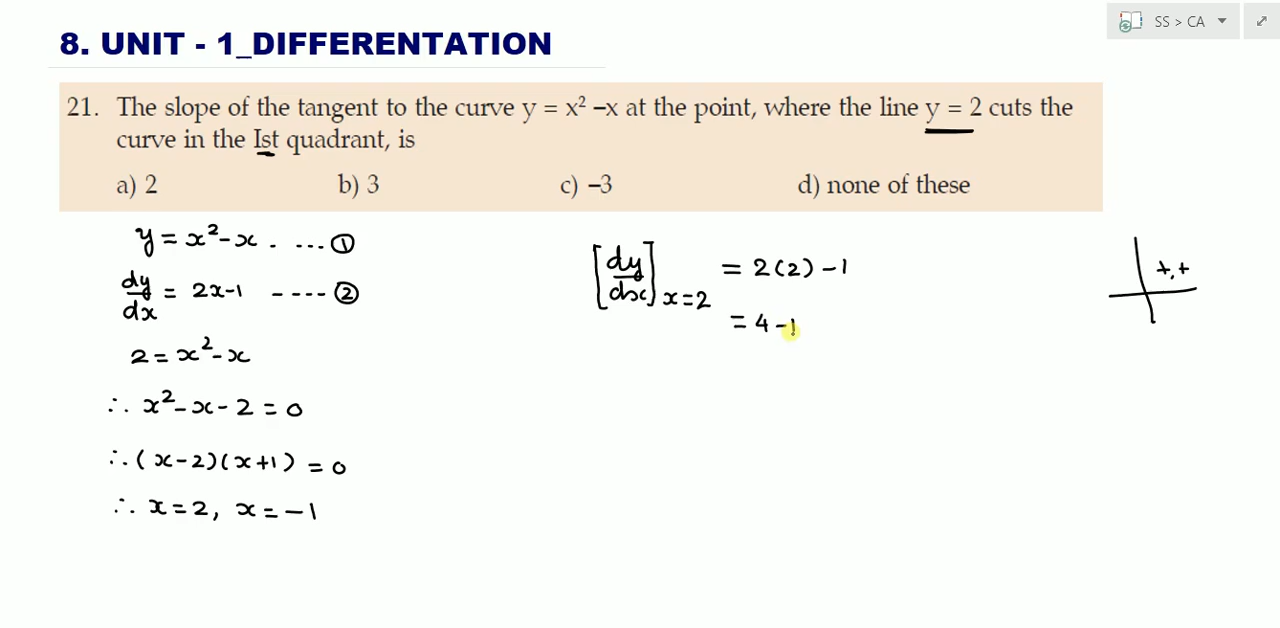 SS > CA
8. UNIT - 1_DIFFERENTATION
21. The slope of the tangent to the curve y = x² –x at the point, where the line y = 2 cuts the
curve in the Ist quadrant, is
a) 2 b) 3 c) –3 d) none of these
y = x² - x . ... ①
dy/dx = 2x-1 ---- ②
2 = x² - x
∴ x² - x - 2 = 0
∴ (x-2)(x+1) = 0
∴ x = 2, x = -1
[dy/dx]x=2 = 2(2) - 1
= 4 - 1
+,+